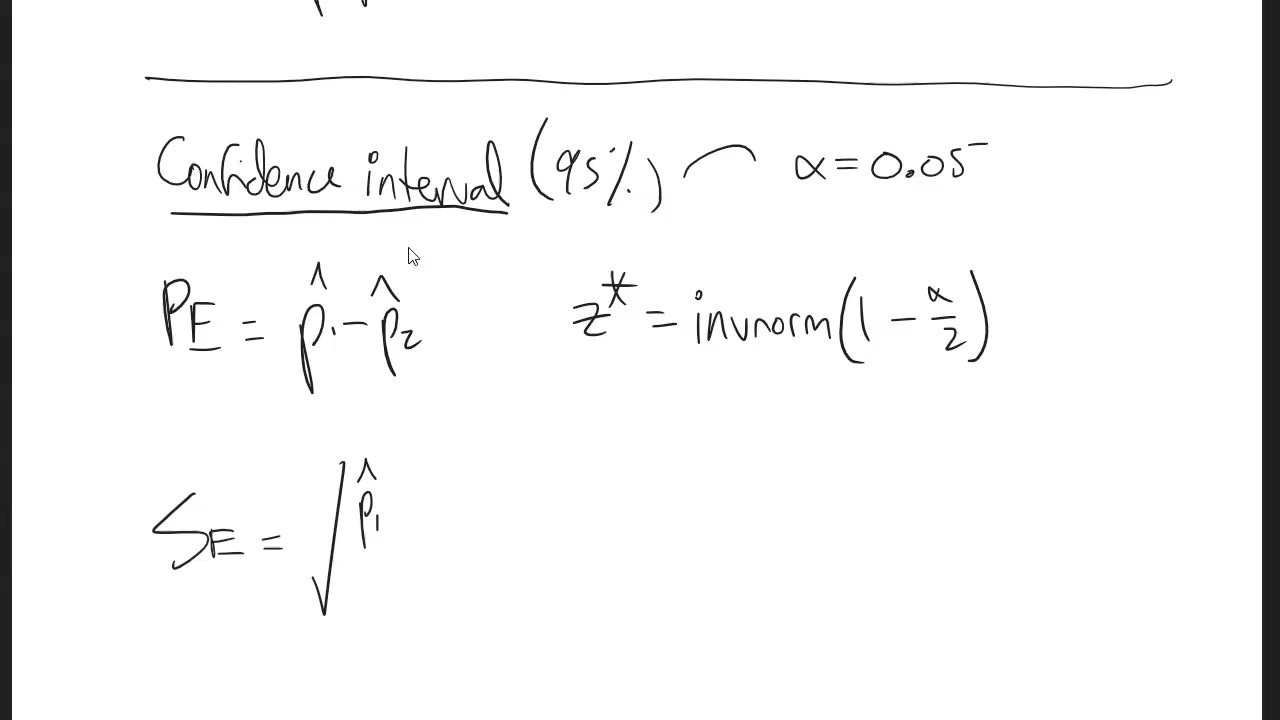 Confidence interval (95%) α = 0.05
PE = p̂₁ − p̂₂
z* = invnorm(1 − α/2)
SE = √p̂₁